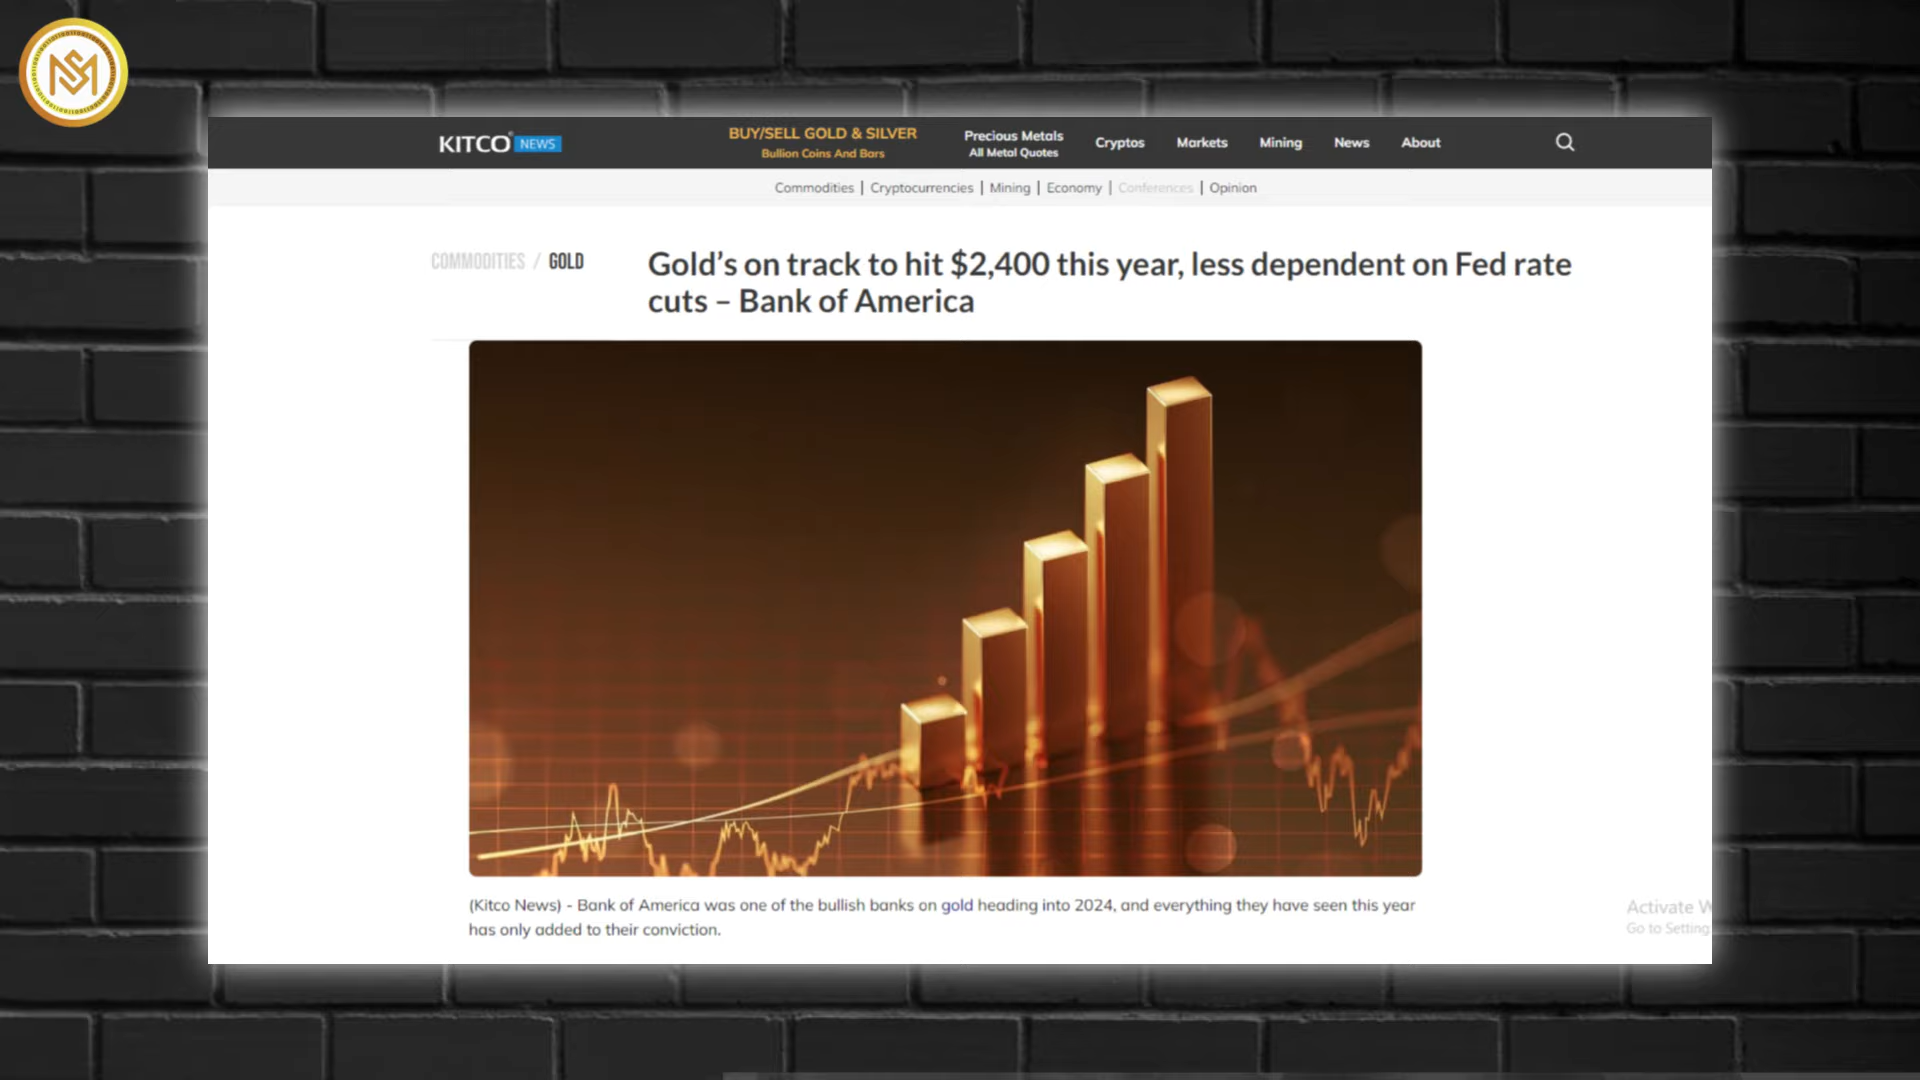 KITCO NEWS
BUY/SELL GOLD & SILVER
Bullion Coins And Bars
Precious Metals
All Metal Quotes
Cryptos
Markets
Mining
News
About
Commodities | Cryptocurrencies | Mining | Economy | Conferences | Opinion
COMMODITIES / GOLD
Gold’s on track to hit $2,400 this year, less dependent on Fed rate
cuts – Bank of America
(Kitco News) - Bank of America was one of the bullish banks on gold heading into 2024, and everything they have seen this year
has only added to their conviction.
Activate W
Go to Setting